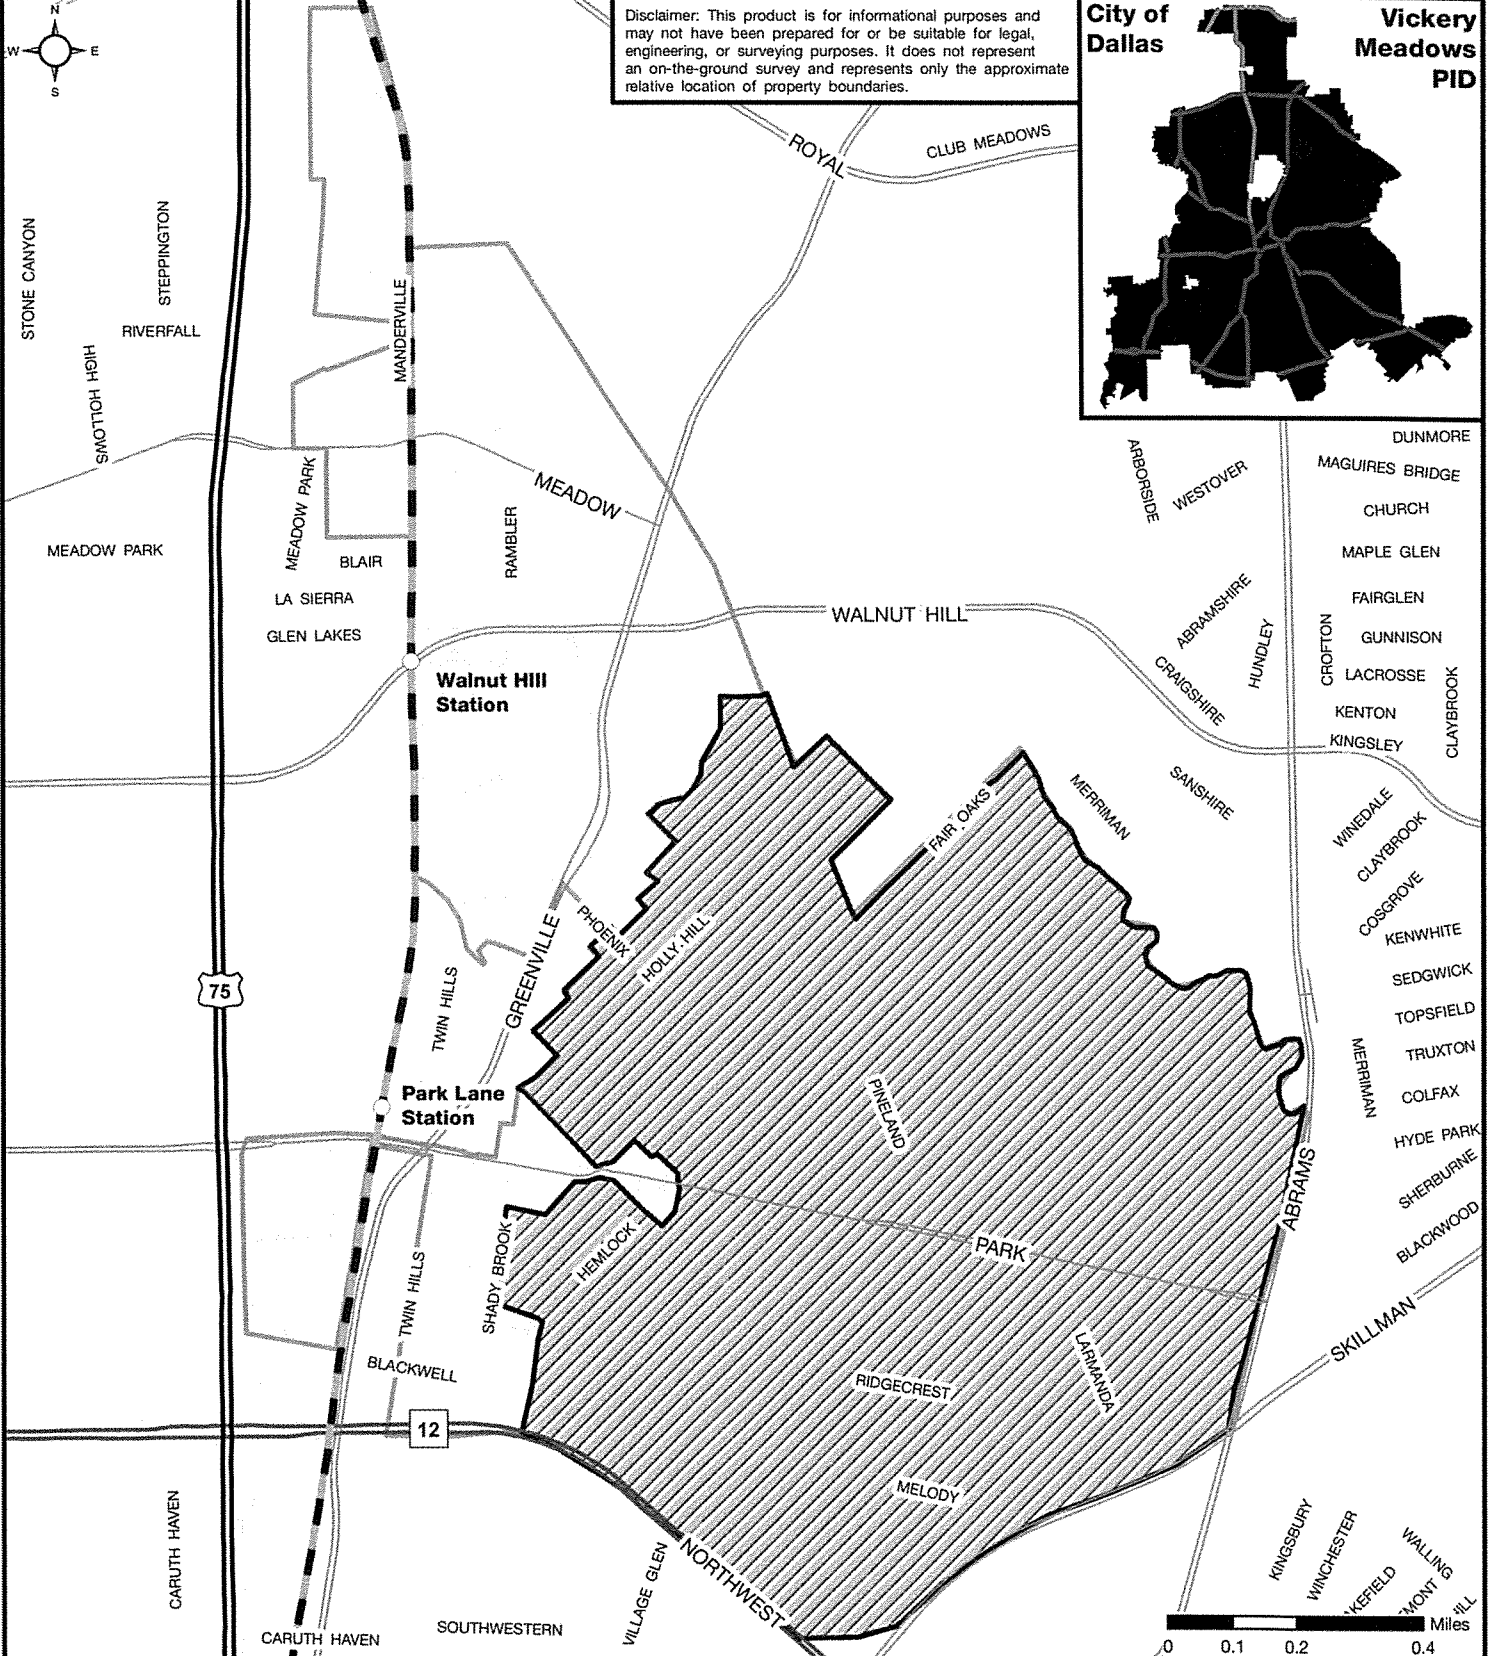 N
W
E
S
Disclaimer: This product is for informational purposes and
may not have been prepared for or be suitable for legal,
engineering, or surveying purposes. It does not represent
an on-the-ground survey and represents only the approximate
relative location of property boundaries.
City of
Dallas
Vickery
Meadows
PID
ROYAL
CLUB MEADOWS
STONE CANYON
STEPPINGTON
RIVERFALL
HIGH HOLLOWS
MANDERVILLE
MEADOW PARK
MEADOW
RAMBLER
MEADOW PARK
BLAIR
LA SIERRA
GLEN LAKES
WALNUT HILL
Walnut Hill
Station
ARBORSIDE
WESTOVER
DUNMORE
MAGUIRES BRIDGE
CHURCH
MAPLE GLEN
ABRAMSHIRE
FAIRGLEN
HUNDLEY
CROFTON
GUNNISON
CRAIGSHIRE
LACROSSE
CLAYBROOK
KENTON
KINGSLEY
MERRIMAN
SANSHIRE
WINEDALE
CLAYBROOK
COSGROVE
FAIR OAKS
KENWHITE
SEDGWICK
TOPSFIELD
TRUXTON
MERRIMAN
COLFAX
HYDE PARK
SHERBURNE
BLACKWOOD
PHOENIX
HOLLY HILL
GREENVILLE
75
TWIN HILLS
Park Lane
Station
PINELAND
ABRAMS
PARK
HEMLOCK
SHADY BROOK
TWIN HILLS
BLACKWELL
SKILLMAN
LARMANDA
RIDGECREST
12
MELODY
NORTHWEST
CARUTH HAVEN
VILLAGE GLEN
SOUTHWESTERN
CARUTH HAVEN
KINGSBURY
WINCHESTER
WALLING
AKEFIELD
EMONT
HILL
Miles
0
0.1
0.2
0.4